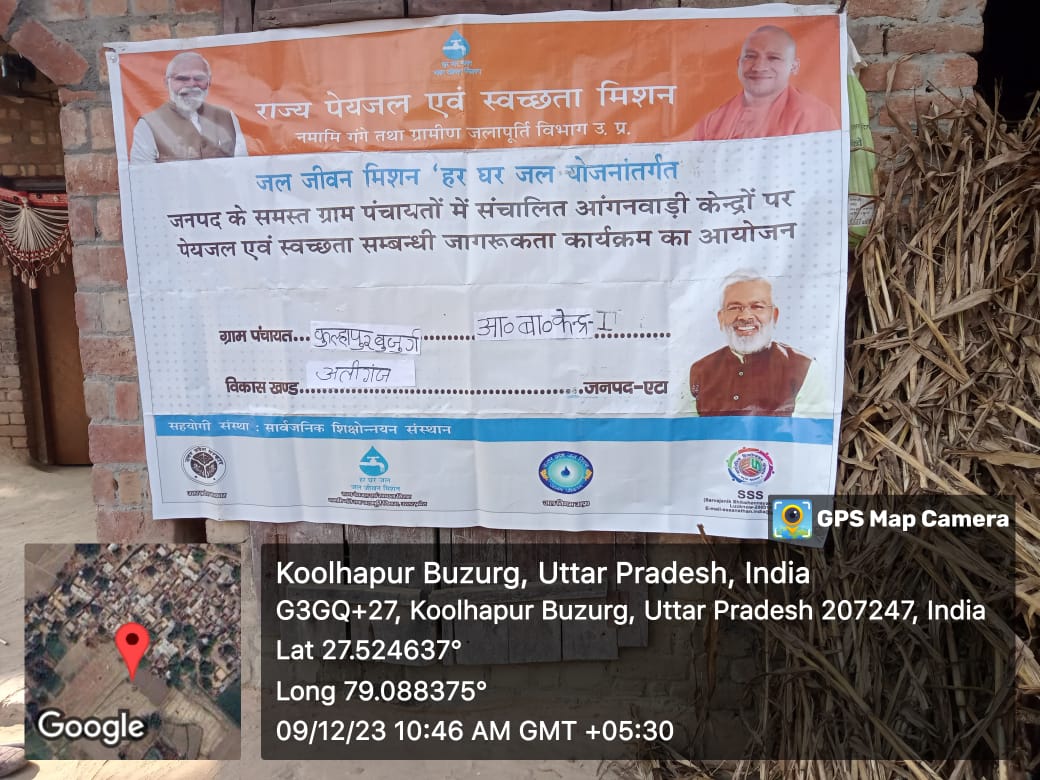 हर घर जल
राज्य पेयजल एवं स्वच्छता मिशन
नमामि गंगे तथा ग्रामीण जलापूर्ति विभाग उ. प्र.
जल जीवन मिशन 'हर घर जल योजनांतर्गत
जनपद के समस्त ग्राम पंचायतों में संचालित आंगनवाड़ी केन्द्रों पर
पेयजल एवं स्वच्छता सम्बन्धी जागरूकता कार्यक्रम का आयोजन
ग्राम पंचायत... कुल्हापुर बुजुर्ग ......... आ० बा० केन्द्र-I ............
विकास खण्ड अलीगंज ............ जनपद-एटा
सहयोगी संस्था : सार्वजनिक शिक्षोन्नयन संस्थान
हर घर जल
जल जीवन मिशन
SSS
GPS Map Camera
Koolhapur Buzurg, Uttar Pradesh, India
G3GQ+27, Koolhapur Buzurg, Uttar Pradesh 207247, India
Lat 27.524637°
Long 79.088375°
09/12/23 10:46 AM GMT +05:30
Google